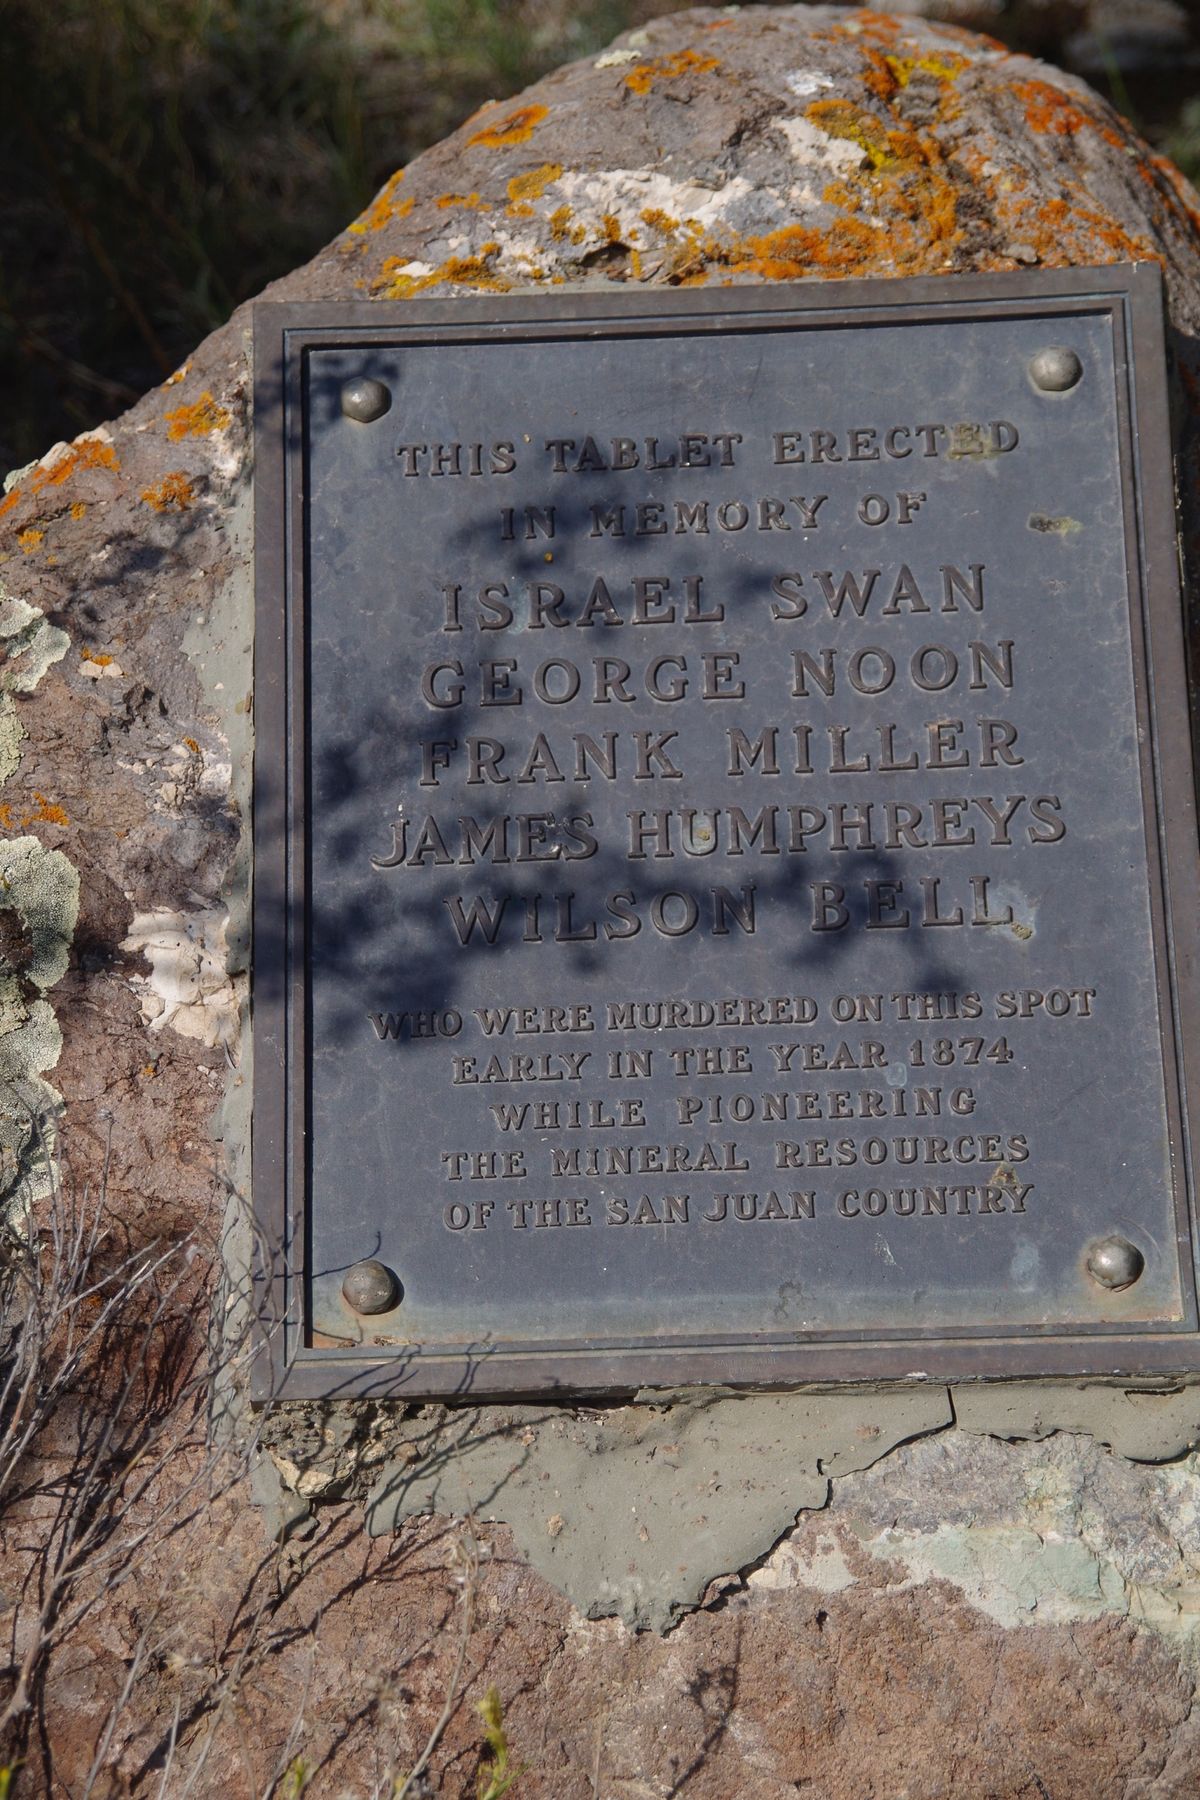 THIS TABLET ERECTED
IN MEMORY OF
ISRAEL SWAN
GEORGE NOON
FRANK MILLER
JAMES HUMPHREYS
WILSON BELL
WHO WERE MURDERED ON THIS SPOT
EARLY IN THE YEAR 1874
WHILE PIONEERING
THE MINERAL RESOURCES
OF THE SAN JUAN COUNTRY